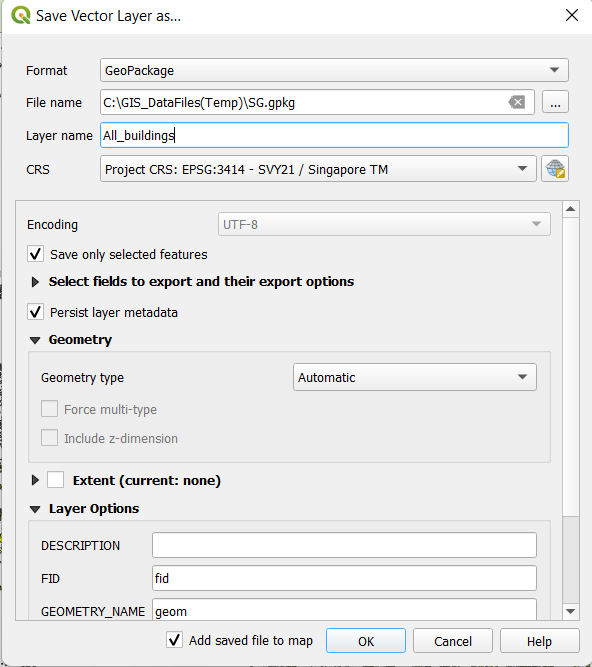 Save Vector Layer as...
Format GeoPackage
File name C:\GIS_DataFiles(Temp)\SG.gpkg ...
Layer name All_buildings
CRS Project CRS: EPSG:3414 - SVY21 / Singapore TM
Encoding UTF-8
Save only selected features
Select fields to export and their export options
Persist layer metadata
Geometry
Geometry type Automatic
Force multi-type
Include z-dimension
Extent (current: none)
Layer Options
DESCRIPTION
FID fid
GEOMETRY_NAME geom
Add saved file to map OK Cancel Help